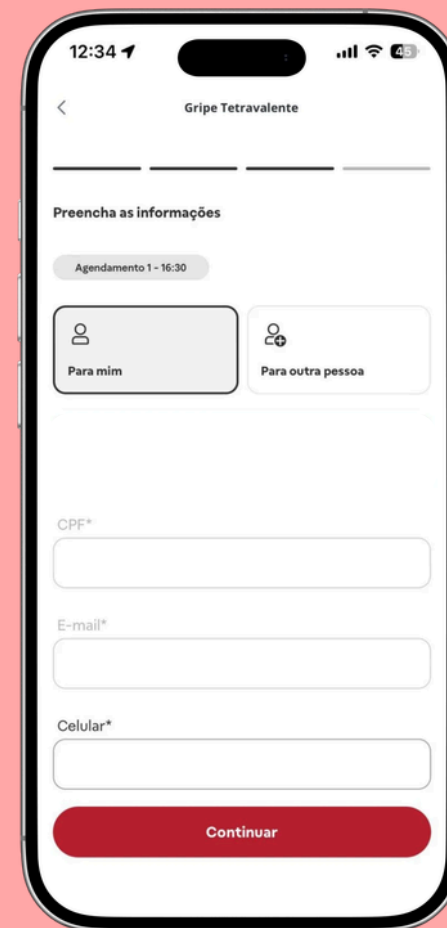 12:34
45
Gripe Tetravalente
Preencha as informações
Agendamento 1 - 16:30
Para mim
Para outra pessoa
CPF*
E-mail*
Celular*
Continuar